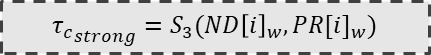 τ_{c_{strong}} = S_3(ND[i]_w, PR[i]_w)